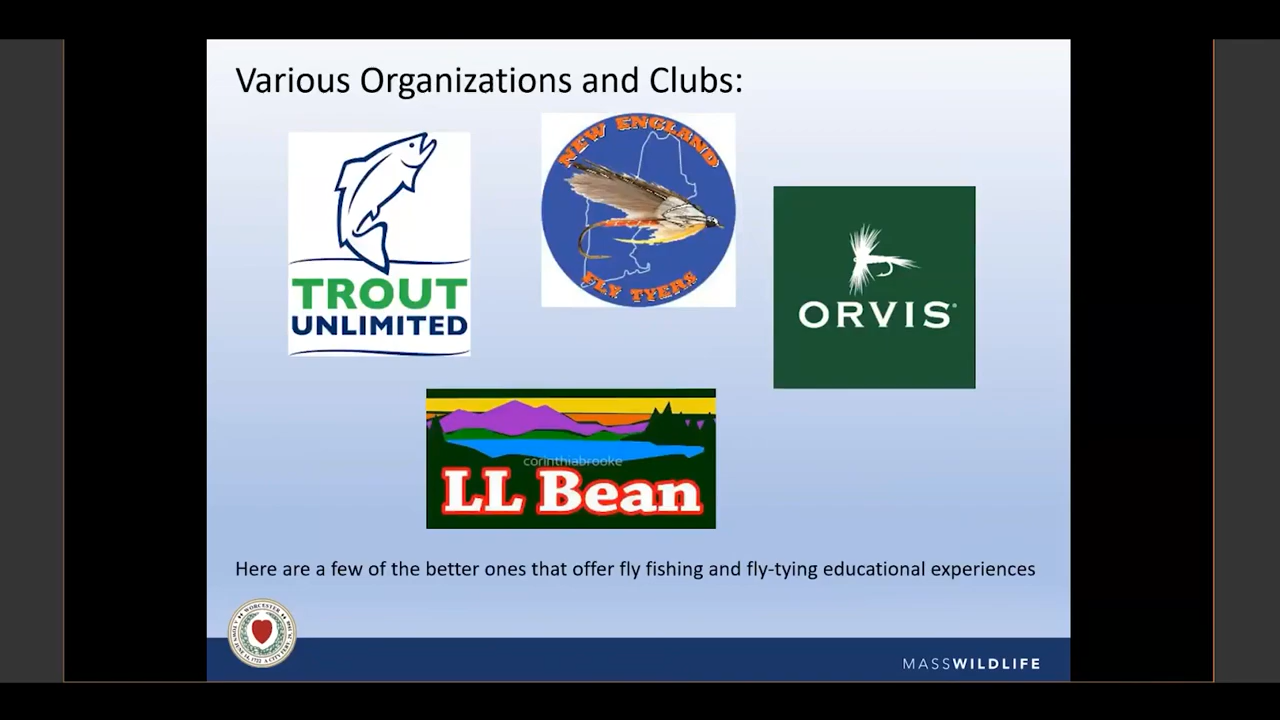 Various Organizations and Clubs:
NEW ENGLAND
FLY TYERS
TROUT
UNLIMITED
ORVIS®
corinthiabrooke
LL Bean
Here are a few of the better ones that offer fly fishing and fly-tying educational experiences
WORCESTER
MASSWILDLIFE